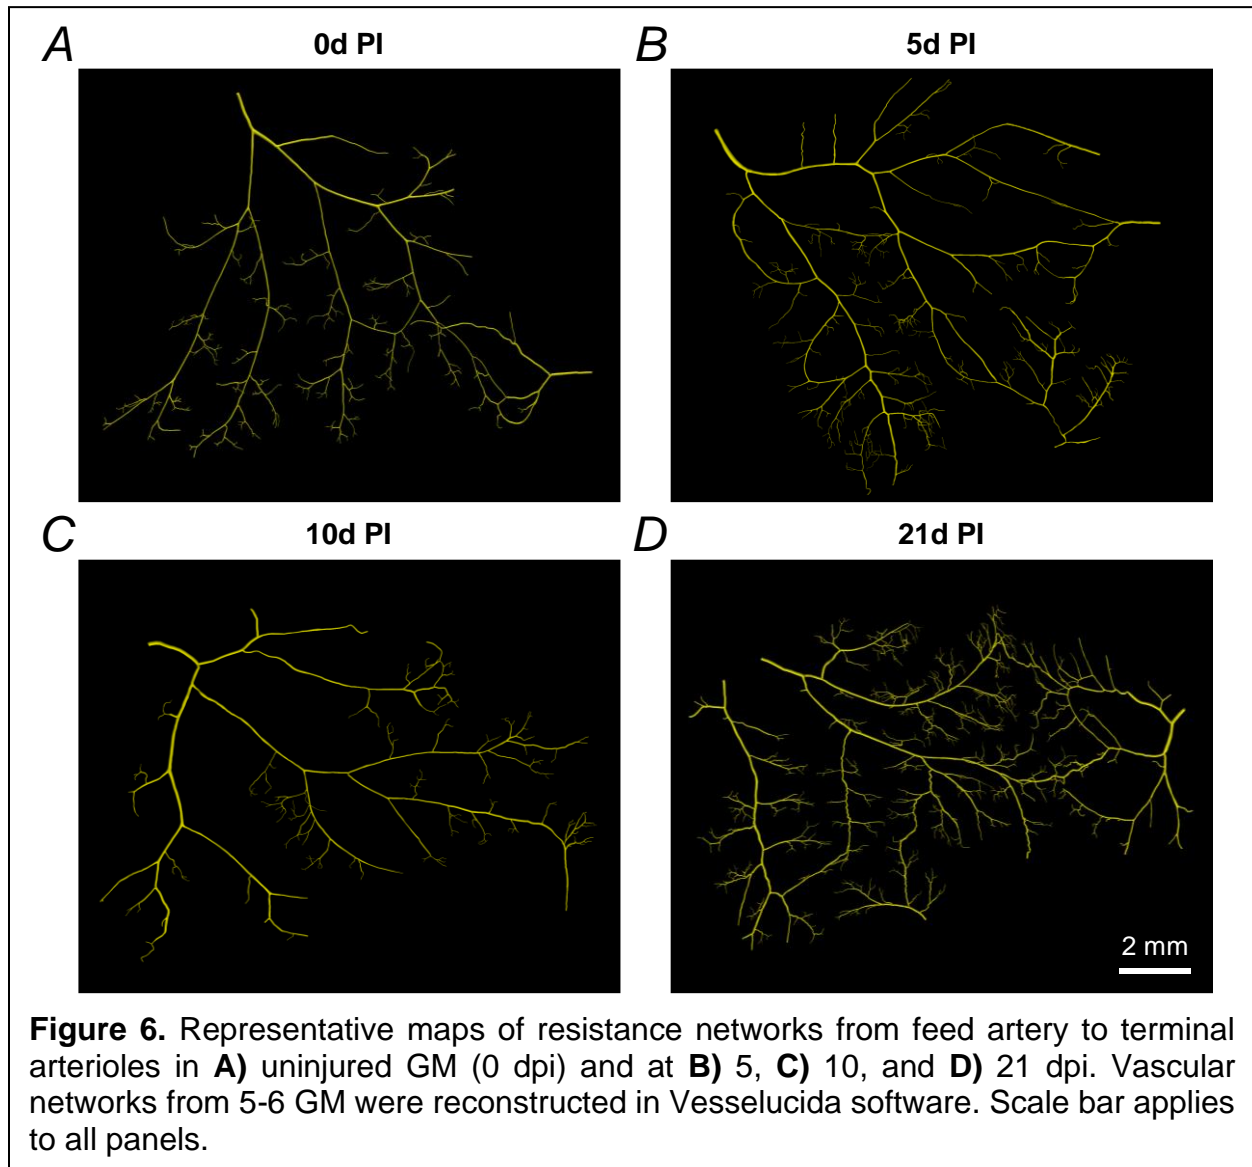 A
0d PI
B
5d PI
C
10d PI
D
21d PI
2 mm
Figure 6. Representative maps of resistance networks from feed artery to terminal
arterioles in A) uninjured GM (0 dpi) and at B) 5, C) 10, and D) 21 dpi. Vascular
networks from 5-6 GM were reconstructed in Vesselucida software. Scale bar applies
to all panels.